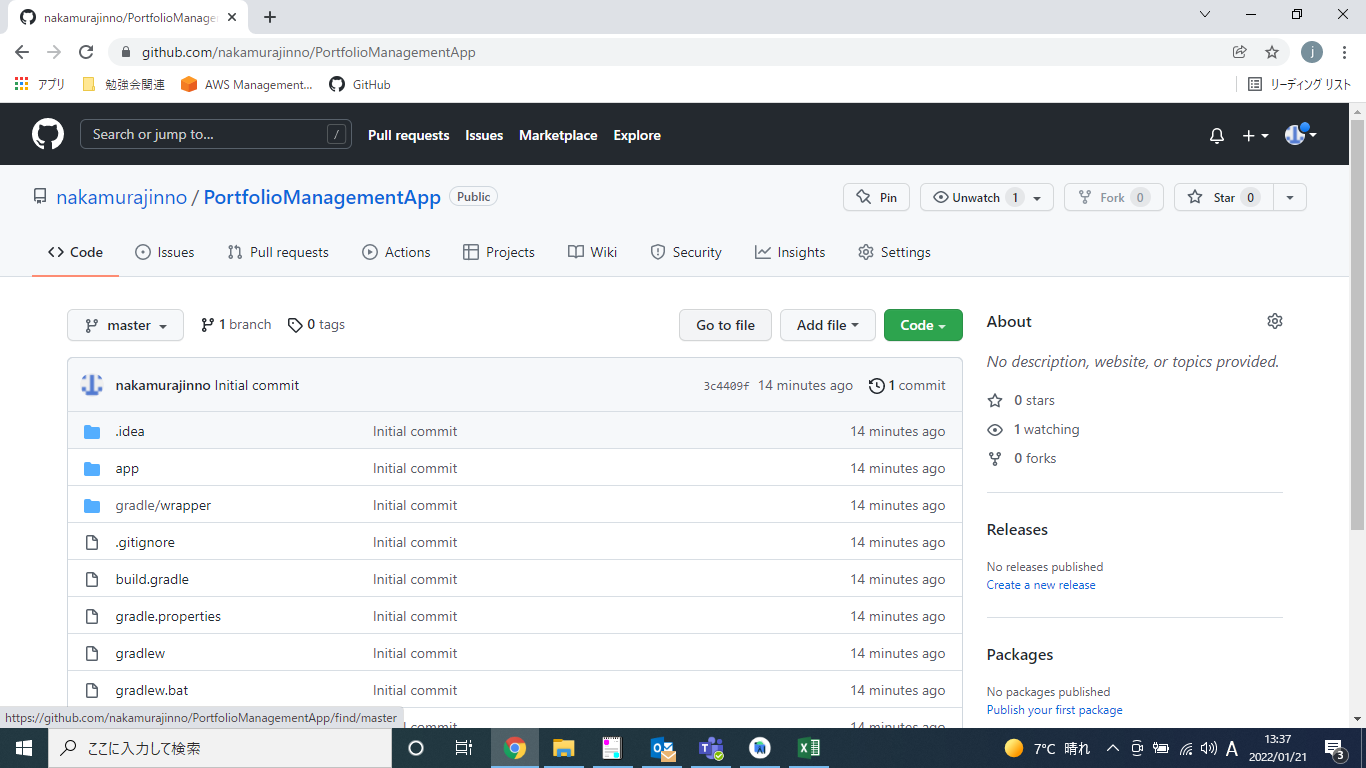 nakamurajinno/PortfolioManage
github.com/nakamurajinno/PortfolioManagementApp
j
アプリ 勉強会関連 AWS Management... GitHub リーディング リスト
Search or jump to... / Pull requests Issues Marketplace Explore
nakamurajinno / PortfolioManagementApp Public Pin Unwatch 1 Fork 0 Star 0
Code Issues Pull requests Actions Projects Wiki Security Insights Settings
master 1 branch 0 tags Go to file Add file Code
nakamurajinno Initial commit 3c4409f 14 minutes ago 1 commit
.idea Initial commit 14 minutes ago
app Initial commit 14 minutes ago
gradle/wrapper Initial commit 14 minutes ago
.gitignore Initial commit 14 minutes ago
build.gradle Initial commit 14 minutes ago
gradle.properties Initial commit 14 minutes ago
gradlew Initial commit 14 minutes ago
gradlew.bat Initial commit 14 minutes ago
About
No description, website, or topics provided.
0 stars
1 watching
0 forks
Releases
No releases published
Create a new release
Packages
No packages published
Publish your first package
https://github.com/nakamurajinno/PortfolioManagementApp/find/master
commit 14 minutes ago
ここに入力して検索
7°C 晴れ A
13:37
2022/01/21
3